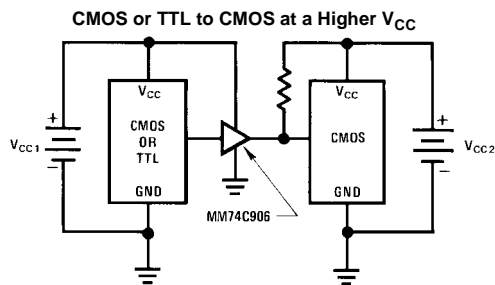 CMOS or TTL to CMOS at a Higher VCC
VCC
CMOS
OR
TTL
GND
VCC
CMOS
GND
+
VCC1
−
+
VCC2
−
MM74C906